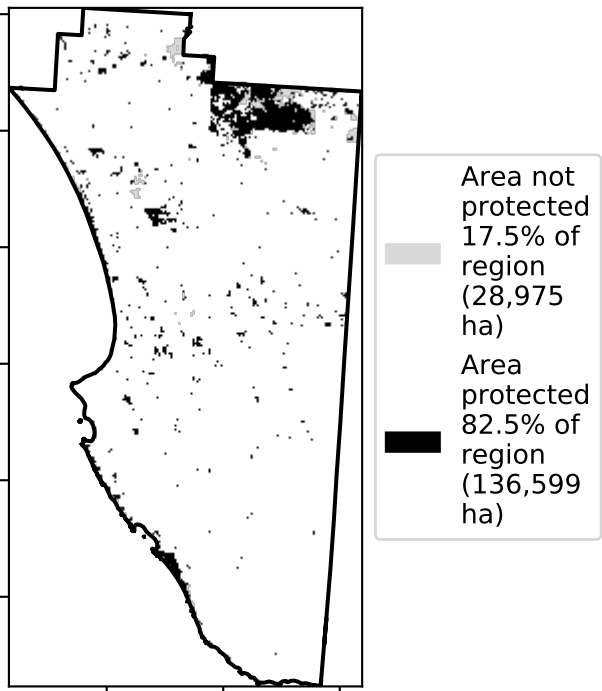 Area not
protected
17.5% of
region
(28,975
ha)
Area
protected
82.5% of
region
(136,599
ha)